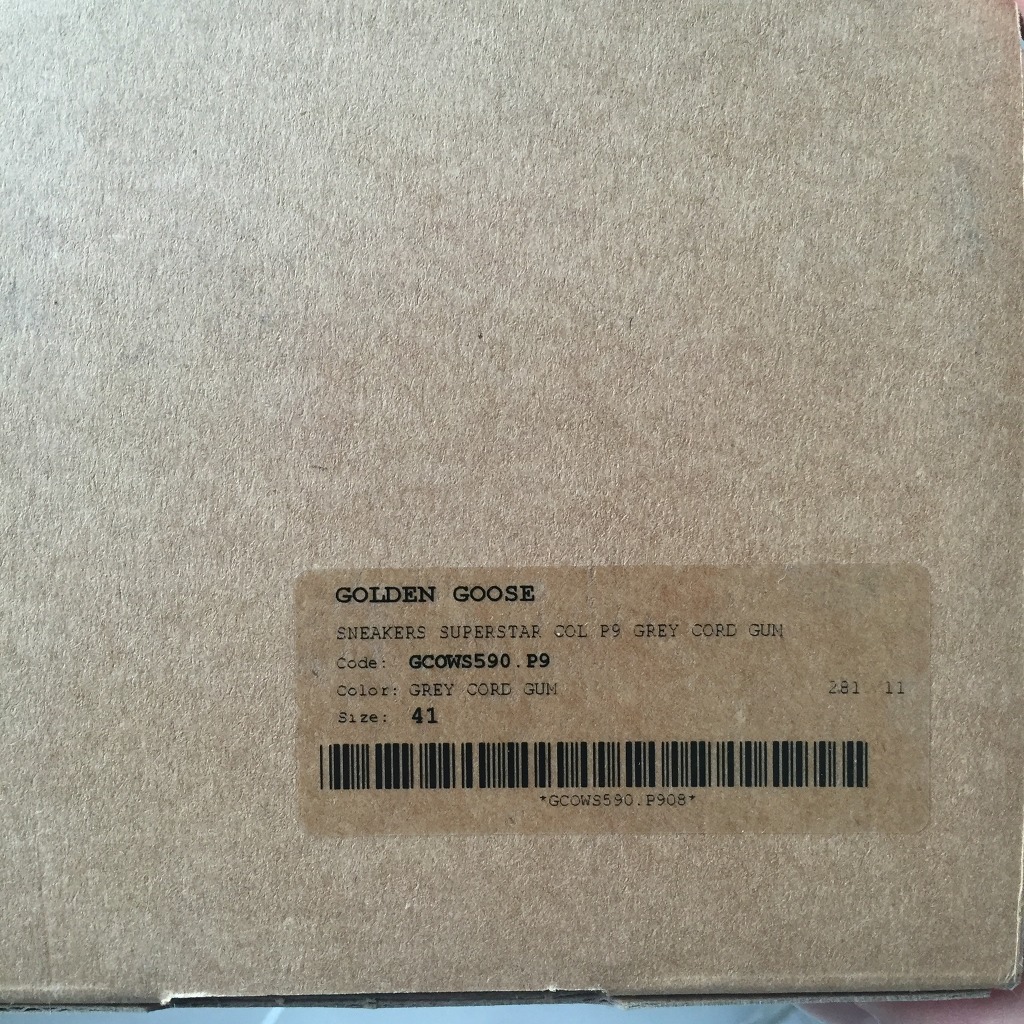 GOLDEN GOOSE
SNEAKERS SUPERSTAR COL P9 GREY CORD GUM
Code: GCOWS590.P9
Color: GREY CORD GUM 281 11
Size: 41
*GCOWS590.P908*